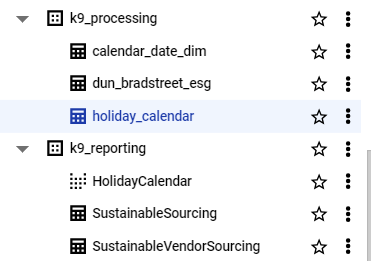 k9_processing
calendar_date_dim
dun_bradstreet_esg
holiday_calendar
k9_reporting
HolidayCalendar
SustainableSourcing
SustainableVendorSourcing